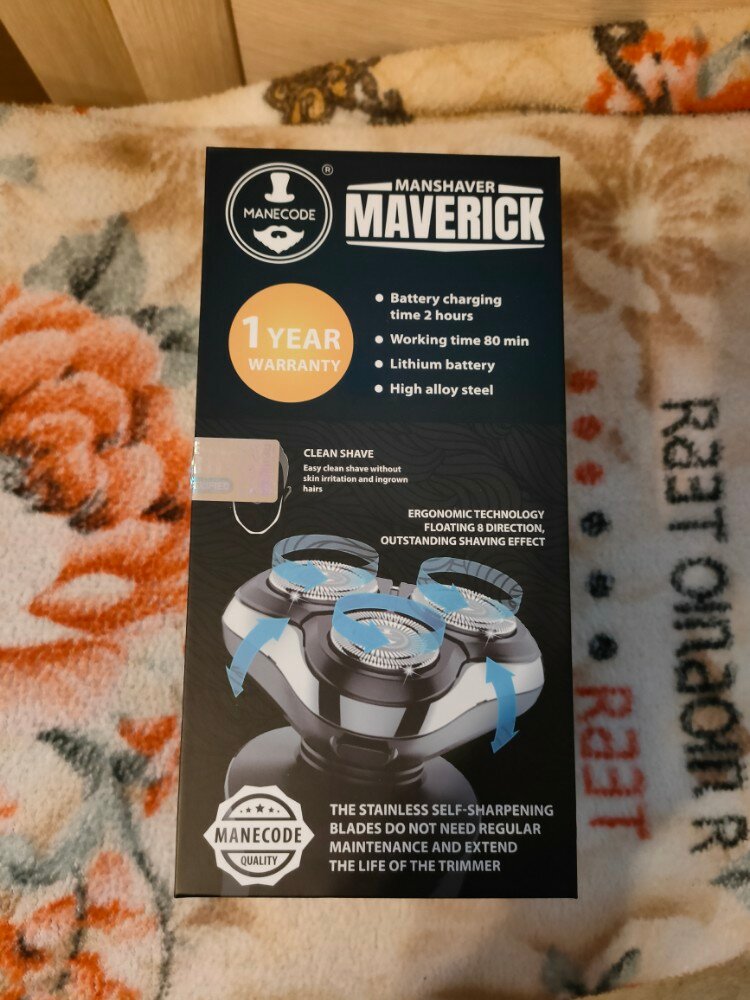 MANECODE
®
MANSHAVER
MAVERICK
1 YEAR
WARRANTY
• Battery charging
time 2 hours
• Working time 80 min
• Lithium battery
• High alloy steel
CLEAN SHAVE
Easy clean shave without
skin irritation and ingrown
hairs
ERGONOMIC TECHNOLOGY
FLOATING 8 DIRECTION,
OUTSTANDING SHAVING EFFECT
MANECODE
QUALITY
THE STAINLESS SELF-SHARPENING
BLADES DO NOT NEED REGULAR
MAINTENANCE AND EXTEND
THE LIFE OF THE TRIMMER